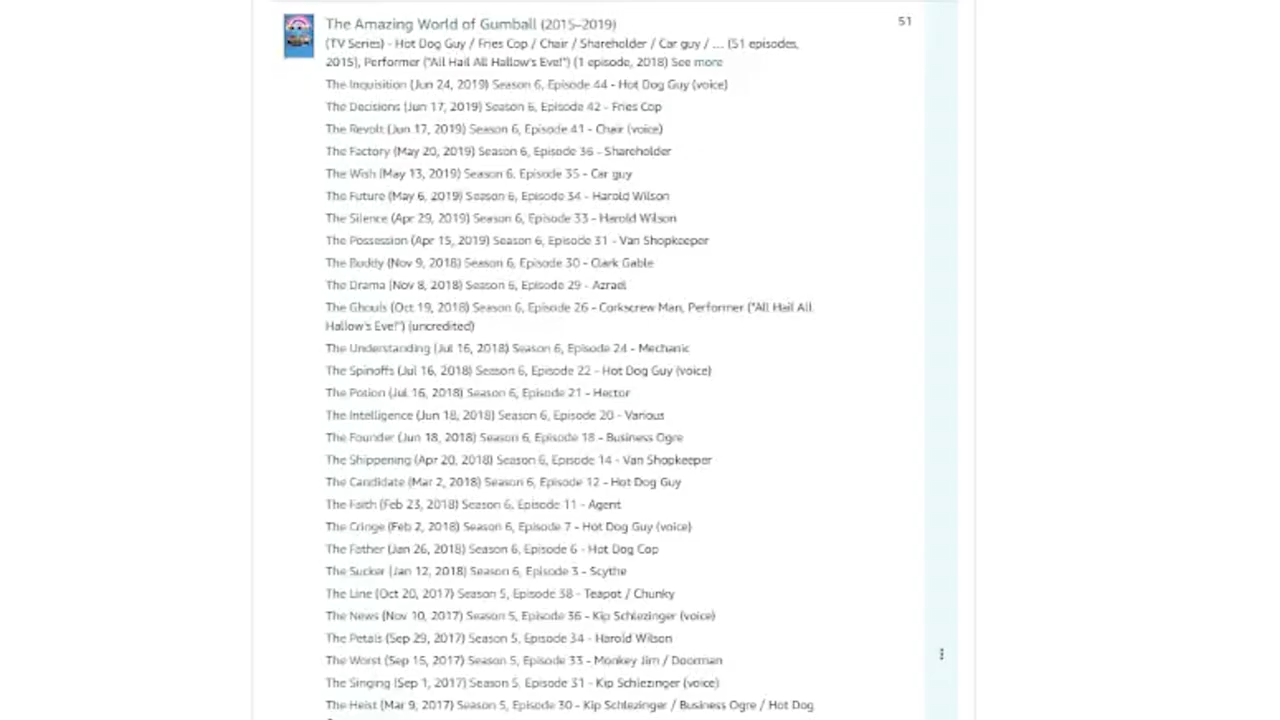 The Amazing World of Gumball (2015–2019)
51
(TV Series) - Hot Dog Guy / Fries Cop / Chair / Shareholder / Car guy / ... (51 episodes,
2015), Performer ("All Hail All Hallow's Eve!") (1 episode, 2018) See more
The Inquisition (Jun 24, 2019) Season 6, Episode 44 - Hot Dog Guy (voice)
The Decisions (Jun 17, 2019) Season 6, Episode 42 - Fries Cop
The Revolt (Jun 17, 2019) Season 6, Episode 41 - Chair (voice)
The Factory (May 20, 2019) Season 6, Episode 36 - Shareholder
The Wish (May 13, 2019) Season 6, Episode 35 - Car guy
The Future (May 6, 2019) Season 6, Episode 34 - Harold Wilson
The Silence (Apr 29, 2019) Season 6, Episode 33 - Harold Wilson
The Possession (Apr 15, 2019) Season 6, Episode 31 - Van Shopkeeper
The Buddy (Nov 9, 2018) Season 6, Episode 30 - Clark Gable
The Drama (Nov 8, 2018) Season 6, Episode 29 - Azrael
The Ghouls (Oct 19, 2018) Season 6, Episode 26 - Corkscrew Man, Performer ("All Hail All
Hallow's Eve!") (uncredited)
The Understanding (Jul 16, 2018) Season 6, Episode 24 - Mechanic
The Spinoffs (Jul 16, 2018) Season 6, Episode 22 - Hot Dog Guy (voice)
The Potion (Jul 16, 2018) Season 6, Episode 21 - Hector
The Intelligence (Jun 18, 2018) Season 6, Episode 20 - Various
The Founder (Jun 18, 2018) Season 6, Episode 18 - Business Ogre
The Shippening (Apr 20, 2018) Season 6, Episode 14 - Van Shopkeeper
The Candidate (Mar 2, 2018) Season 6, Episode 12 - Hot Dog Guy
The Faith (Feb 23, 2018) Season 6, Episode 11 - Agent
The Cringe (Feb 2, 2018) Season 6, Episode 7 - Hot Dog Guy (voice)
The Father (Jan 26, 2018) Season 6, Episode 6 - Hot Dog Cop
The Sucker (Jan 12, 2018) Season 6, Episode 3 - Scythe
The Line (Oct 20, 2017) Season 5, Episode 38 - Teapot / Chunky
The News (Nov 10, 2017) Season 5, Episode 36 - Kip Schlezinger (voice)
The Petals (Sep 29, 2017) Season 5, Episode 34 - Harold Wilson
The Worst (Sep 15, 2017) Season 5, Episode 33 - Monkey Jim / Doorman
The Singing (Sep 1, 2017) Season 5, Episode 31 - Kip Schlezinger (voice)
The Heist (Mar 9, 2017) Season 5, Episode 30 - Kip Schlezinger / Business Ogre / Hot Dog